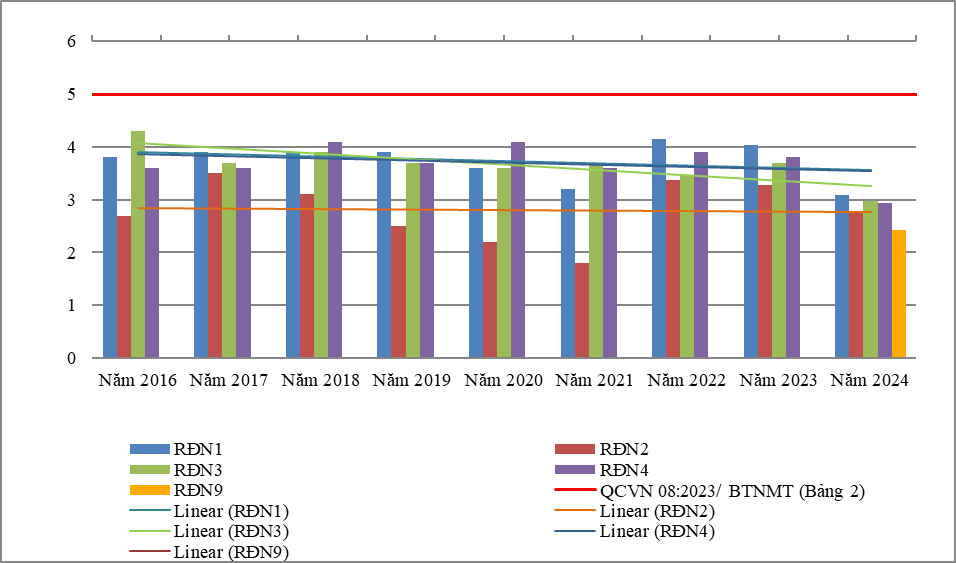 6
5
4
3
2
1
0
Năm 2016 Năm 2017 Năm 2018 Năm 2019 Năm 2020 Năm 2021 Năm 2022 Năm 2023 Năm 2024
RĐN1 RĐN2
RĐN3 RĐN4
RĐN9 QCVN 08:2023/ BTNMT (Bảng 2)
Linear (RĐN1) Linear (RĐN2)
Linear (RĐN3) Linear (RĐN4)
Linear (RĐN9)